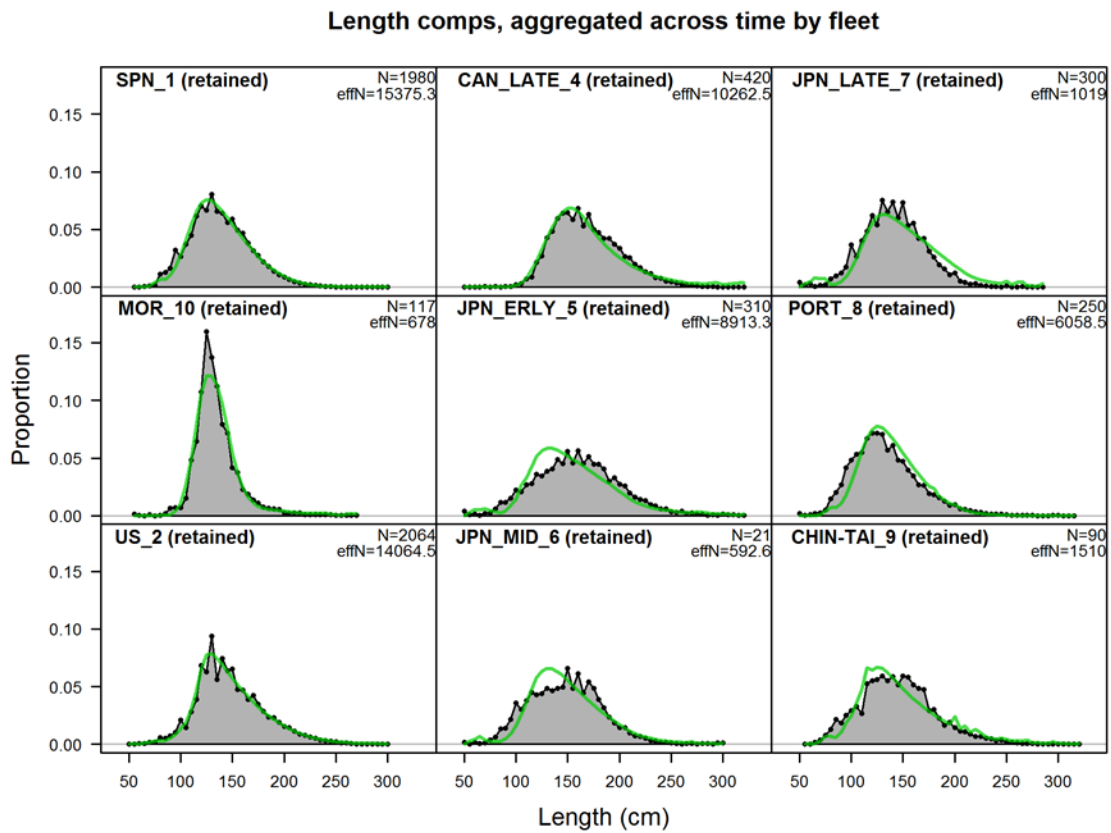 Length comps, aggregated across time by fleet
SPN_1 (retained)
N=1980
effN=15375.3
CAN_LATE_4 (retained)
N=420
effN=10262.5
JPN_LATE_7 (retained)
N=300
effN=1019
MOR_10 (retained)
N=117
effN=678
JPN_ERLY_5 (retained)
N=310
effN=8913.3
PORT_8 (retained)
N=250
effN=6058.5
US_2 (retained)
N=2064
effN=14064.5
JPN_MID_6 (retained)
N=21
effN=592.6
CHIN-TAI_9 (retained)
N=90
effN=1510
0.15
0.10
0.05
0.00
0.15
0.10
0.05
0.00
0.15
0.10
0.05
0.00
Proportion
50 100 150 200 250 300
50 100 150 200 250 300
50 100 150 200 250 300
Length (cm)